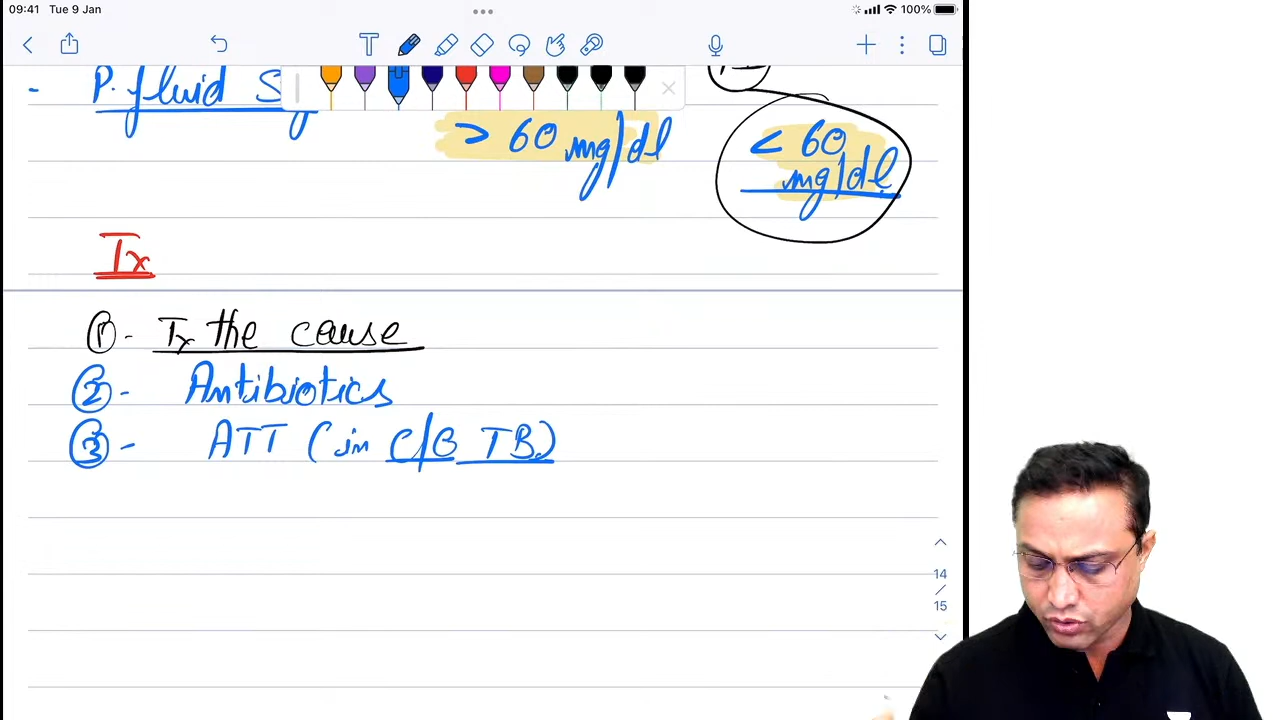 09:41 Tue 9 Jan
100%
- P. fluid
> 60 mg/dl
< 60
mg/dl
Tx
① - Tx the cause
② - Antibiotics
③ - ATT (in C/O TB)
14
/
15